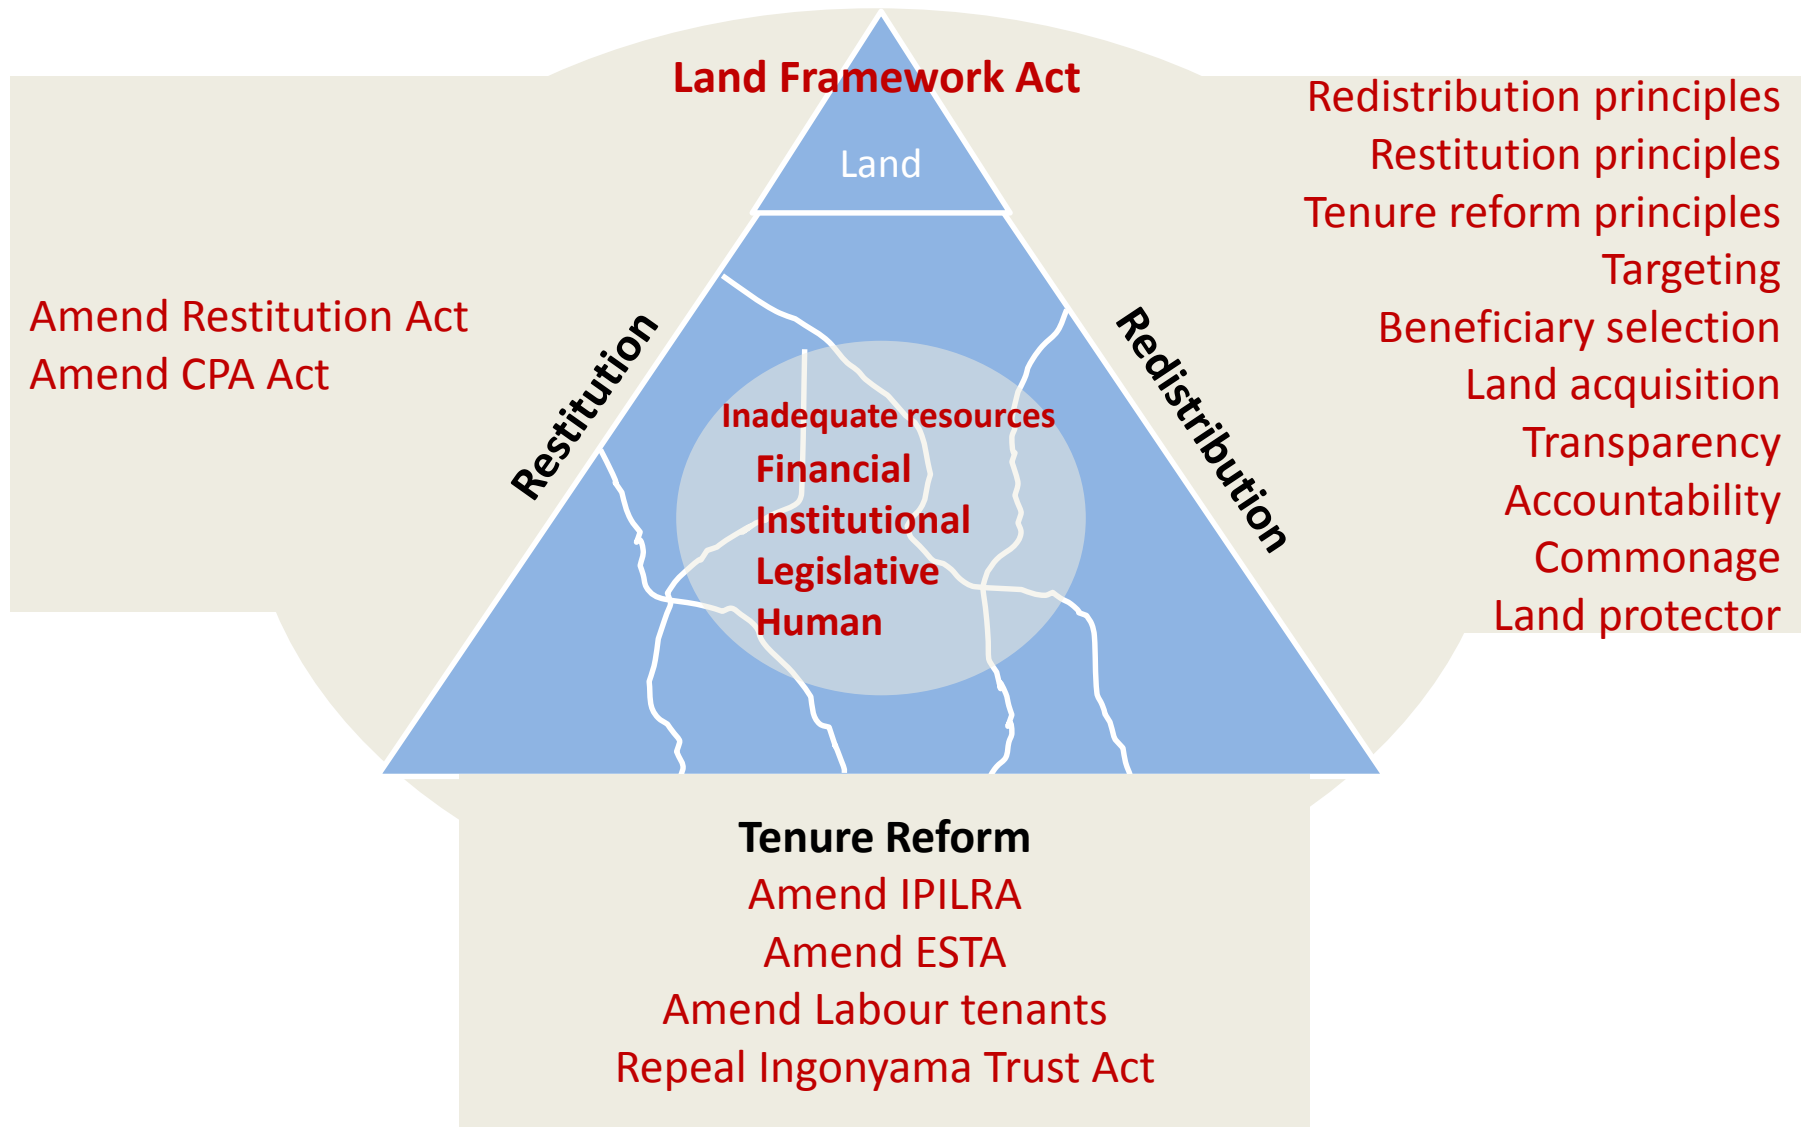 Land Framework Act
Land
Restitution
Amend Restitution Act
Amend CPA Act
Redistribution
Redistribution principles
Restitution principles
Tenure reform principles
Targeting
Beneficiary selection
Land acquisition
Transparency
Accountability
Commonage
Land protector
Inadequate resources
Financial
Institutional
Legislative
Human
Tenure Reform
Amend IPILRA
Amend ESTA
Amend Labour tenants
Repeal Ingonyama Trust Act